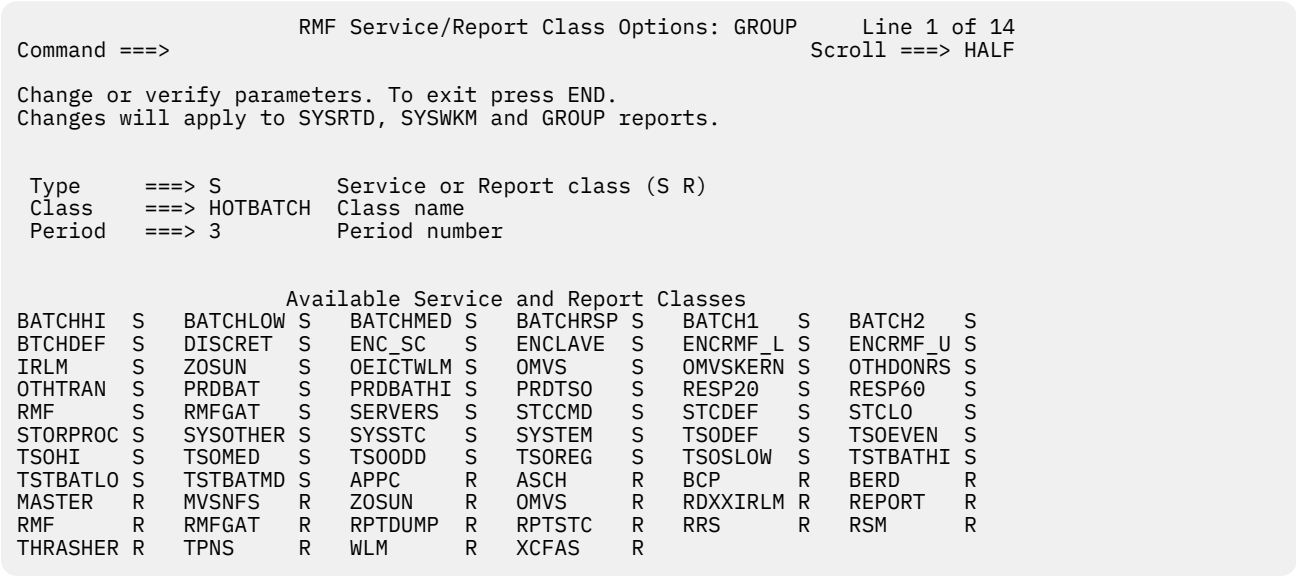 RMF Service/Report Class Options: GROUP     Line 1 of 14
Command ===>                                                  Scroll ===> HALF
Change or verify parameters. To exit press END.
Changes will apply to SYSRTD, SYSWKM and GROUP reports.
Type     ===> S         Service or Report class (S R)
Class    ===> HOTBATCH  Class name
Period   ===> 3         Period number
Available Service and Report Classes
BATCHHI  S   BATCHLOW S   BATCHMED S   BATCHRSP S   BATCH1   S   BATCH2   S
BTCHDEF  S   DISCRET  S   ENC_SC   S   ENCLAVE  S   ENCRMF_L S   ENCRMF_U S
IRLM     S   ZOSUN    S   OEICTWLM S   OMVS     S   OMVSKERN S   OTHDONRS S
OTHTRAN  S   PRDBAT   S   PRDBATHI S   PRDTSO   S   RESP20   S   RESP60   S
RMF      S   RMFGAT   S   SERVERS  S   STCCMD   S   STCDEF   S   STCLO    S
STORPROC S   SYSOTHER S   SYSSTC   S   SYSTEM   S   TSODEF   S   TSOEVEN  S
TSOHI    S   TSOMED   S   TSOODD   S   TSOREG   S   TSOSLOW  S   TSTBATHI S
TSTBATLO S   TSTBATMD S   APPC     R   ASCH     R   BCP      R   BERD     R
MASTER   R   MVSNFS   R   ZOSUN    R   OMVS     R   RDXXIRLM R   REPORT   R
RMF      R   RMFGAT   R   RPTDUMP  R   RPTSTC   R   RRS      R   RSM      R
THRASHER R   TPNS     R   WLM      R   XCFAS    R